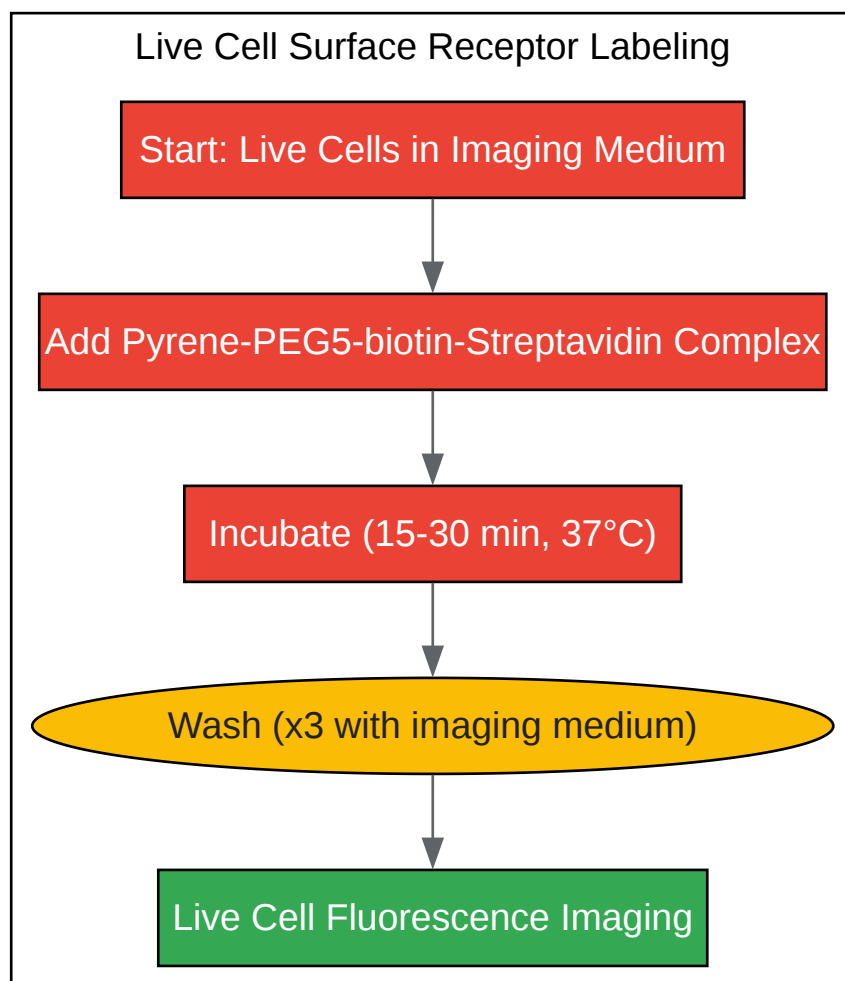 Live Cell Surface Receptor Labeling
Start: Live Cells in Imaging Medium
Add Pyrene-PEG5-biotin-Streptavidin Complex
Incubate (15-30 min, 37°C)
Wash (x3 with imaging medium)
Live Cell Fluorescence Imaging